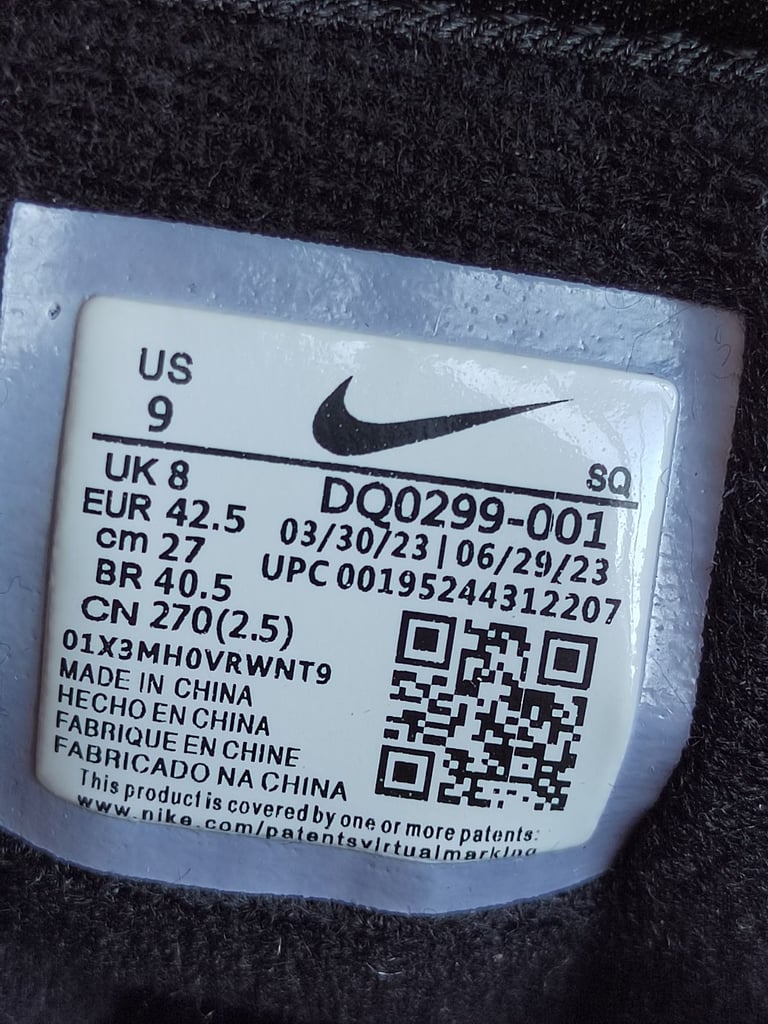 US
9
SQ
UK 8
DQ0299-001
EUR 42.5
03/30/23 | 06/29/23
cm 27
UPC 00195244312207
BR 40.5
CN 270(2.5)
01X3MH0VRWNT9
MADE IN CHINA
HECHO EN CHINA
FABRIQUE EN CHINE
FABRICADO NA CHINA
This product is covered by one or more patents:
www.nike.com/patentsvirtualmarking